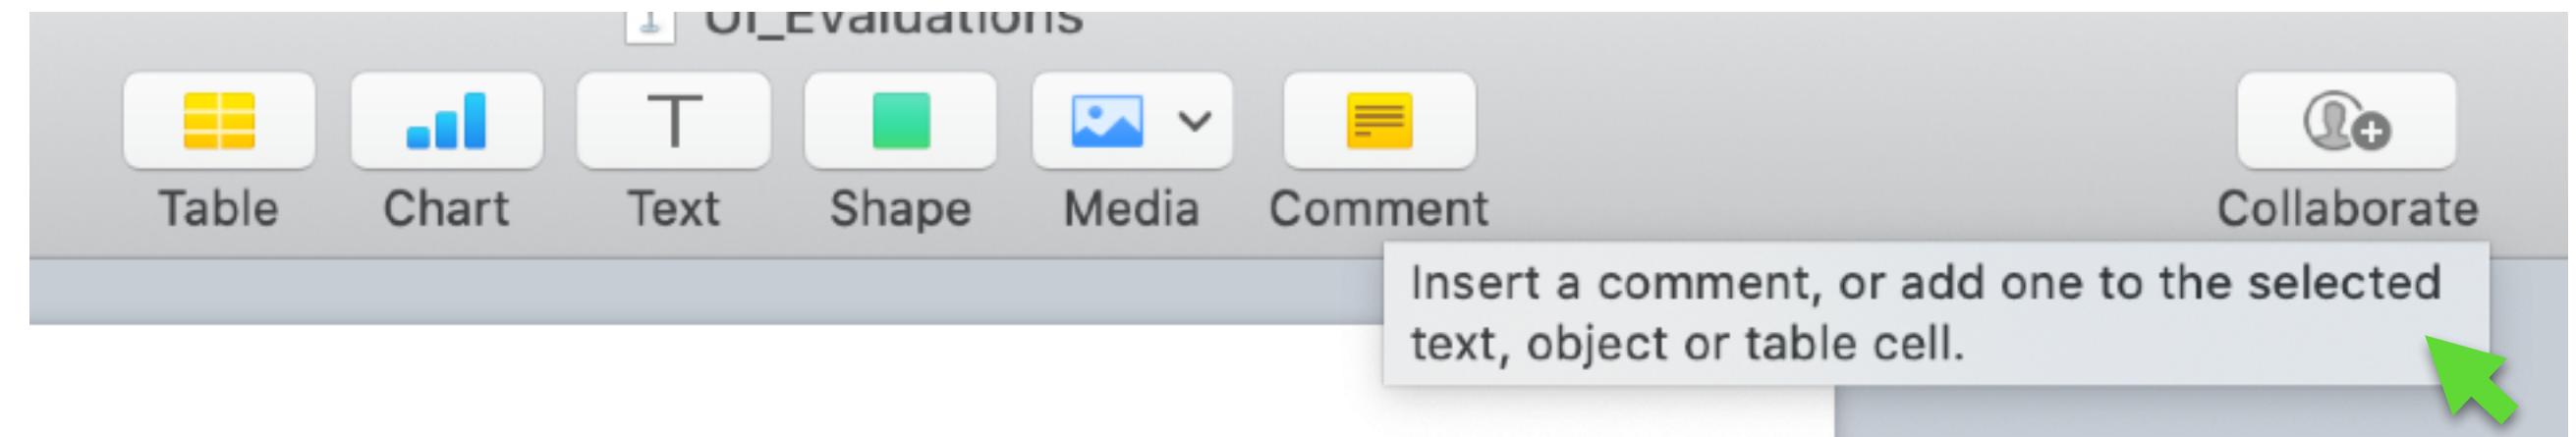 UI_Evaluations
T
Table
Chart
Text
Shape
Media
Comment
Collaborate
Insert a comment, or add one to the selected
text, object or table cell.